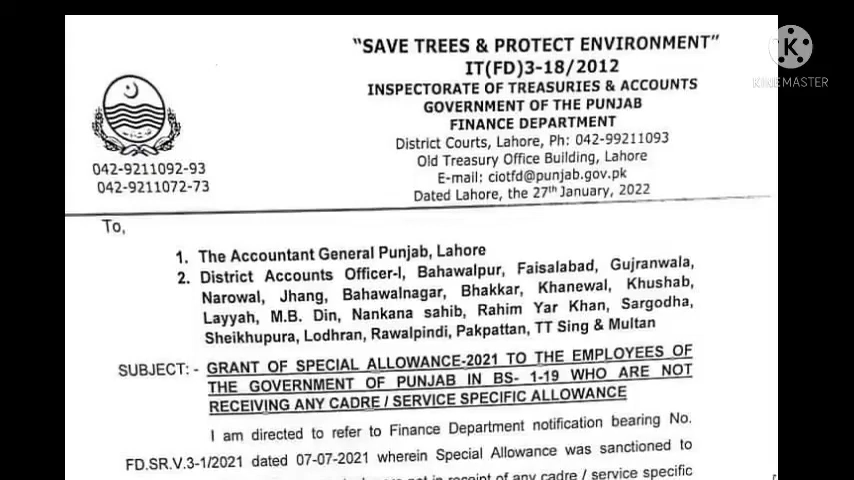 "SAVE TREES & PROTECT ENVIRONMENT"
IT(FD)3-18/2012
INSPECTORATE OF TREASURIES & ACCOUNTS
GOVERNMENT OF THE PUNJAB
FINANCE DEPARTMENT
District Courts, Lahore, Ph: 042-99211093
Old Treasury Office Building, Lahore
E-mail: ciotfd@punjab.gov.pk
Dated Lahore, the 27th January, 2022
042-9211092-93
042-9211072-73
KINEMASTER
To,
1. The Accountant General Punjab, Lahore
2. District Accounts Officer-I, Bahawalpur, Faisalabad, Gujranwala,
Narowal, Jhang, Bahawalnagar, Bhakkar, Khanewal, Khushab,
Layyah, M.B. Din, Nankana sahib, Rahim Yar Khan, Sargodha,
Sheikhupura, Lodhran, Rawalpindi, Pakpattan, TT Sing & Multan
SUBJECT: - GRANT OF SPECIAL ALLOWANCE-2021 TO THE EMPLOYEES OF
THE GOVERNMENT OF PUNJAB IN BS- 1-19 WHO ARE NOT
RECEIVING ANY CADRE / SERVICE SPECIFIC ALLOWANCE
I am directed to refer to Finance Department notification bearing No.
FD.SR.V.3-1/2021 dated 07-07-2021 wherein Special Allowance was sanctioned to
not in receipt of any cadre / service specific